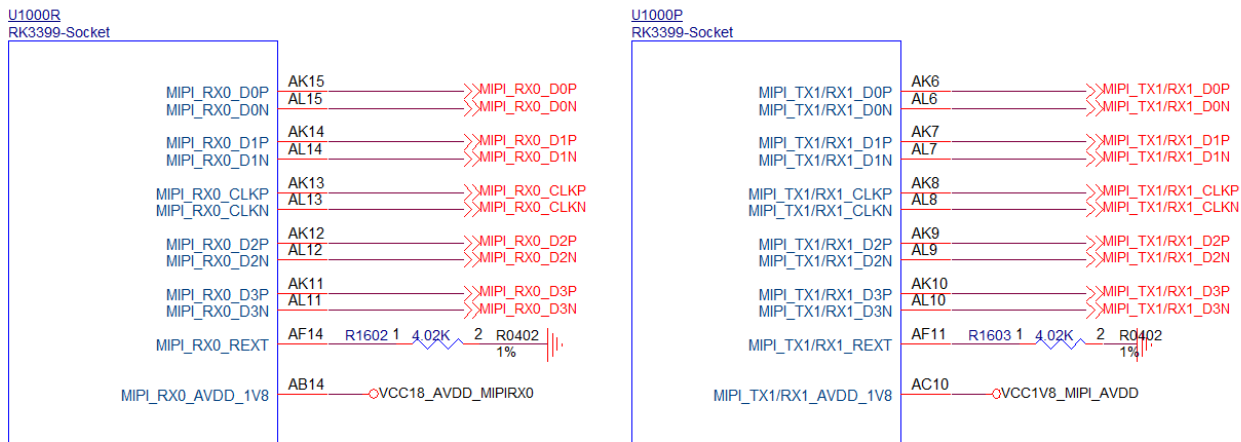 U1000R
RK3399-Socket
MIPI_RX0_D0P AK15 MIPI_RX0_D0P
MIPI_RX0_D0N AL15 MIPI_RX0_D0N
MIPI_RX0_D1P AK14 MIPI_RX0_D1P
MIPI_RX0_D1N AL14 MIPI_RX0_D1N
MIPI_RX0_CLKP AK13 MIPI_RX0_CLKP
MIPI_RX0_CLKN AL13 MIPI_RX0_CLKN
MIPI_RX0_D2P AK12 MIPI_RX0_D2P
MIPI_RX0_D2N AL12 MIPI_RX0_D2N
MIPI_RX0_D3P AK11 MIPI_RX0_D3P
MIPI_RX0_D3N AL11 MIPI_RX0_D3N
MIPI_RX0_REXT AF14 R1602 1 4.02K 2 R0402
1%
MIPI_RX0_AVDD_1V8 AB14 VCC18_AVDD_MIPIRX0
U1000P
RK3399-Socket
MIPI_TX1/RX1_D0P AK6 MIPI_TX1/RX1_D0P
MIPI_TX1/RX1_D0N AL6 MIPI_TX1/RX1_D0N
MIPI_TX1/RX1_D1P AK7 MIPI_TX1/RX1_D1P
MIPI_TX1/RX1_D1N AL7 MIPI_TX1/RX1_D1N
MIPI_TX1/RX1_CLKP AK8 MIPI_TX1/RX1_CLKP
MIPI_TX1/RX1_CLKN AL8 MIPI_TX1/RX1_CLKN
MIPI_TX1/RX1_D2P AK9 MIPI_TX1/RX1_D2P
MIPI_TX1/RX1_D2N AL9 MIPI_TX1/RX1_D2N
MIPI_TX1/RX1_D3P AK10 MIPI_TX1/RX1_D3P
MIPI_TX1/RX1_D3N AL10 MIPI_TX1/RX1_D3N
MIPI_TX1/RX1_REXT AF11 R1603 1 4.02K 2 R0402
1%
MIPI_TX1/RX1_AVDD_1V8 AC10 VCC1V8_MIPI_AVDD